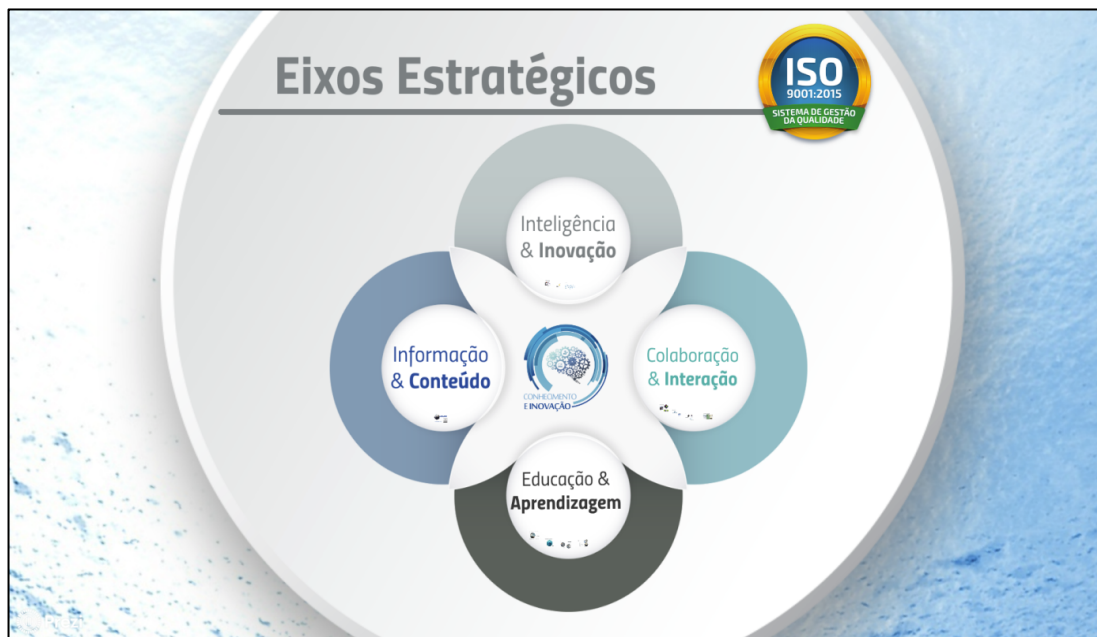 Eixos Estratégicos
ISO
9001:2015
SISTEMA DE GESTÃO
DA QUALIDADE
Inteligência
& Inovação
Informação
& Conteúdo
CONHECIMENTO
E INOVAÇÃO
Colaboração
& Interação
Educação &
Aprendizagem